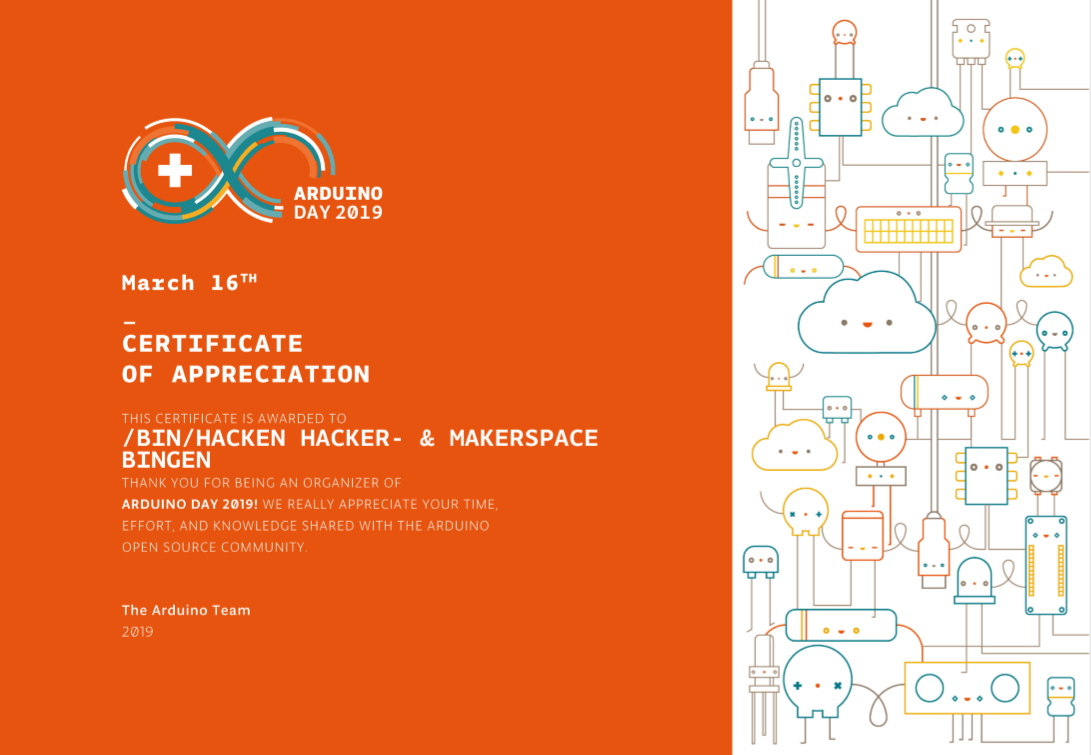 ARDUINO
DAY 2019
March 16TH
–
CERTIFICATE
OF APPRECIATION
THIS CERTIFICATE IS AWARDED TO
/BIN/HACKEN HACKER- & MAKERSPACE
BINGEN
THANK YOU FOR BEING AN ORGANIZER OF
ARDUINO DAY 2019! WE REALLY APPRECIATE YOUR TIME,
EFFORT, AND KNOWLEDGE SHARED WITH THE ARDUINO
OPEN SOURCE COMMUNITY.
The Arduino Team
2019